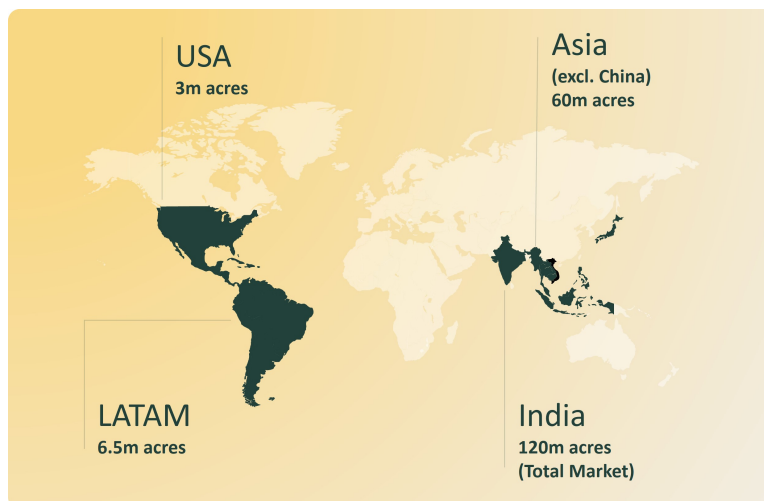 USA
3m acres
Asia
(excl. China)
60m acres
LATAM
6.5m acres
India
120m acres
(Total Market)